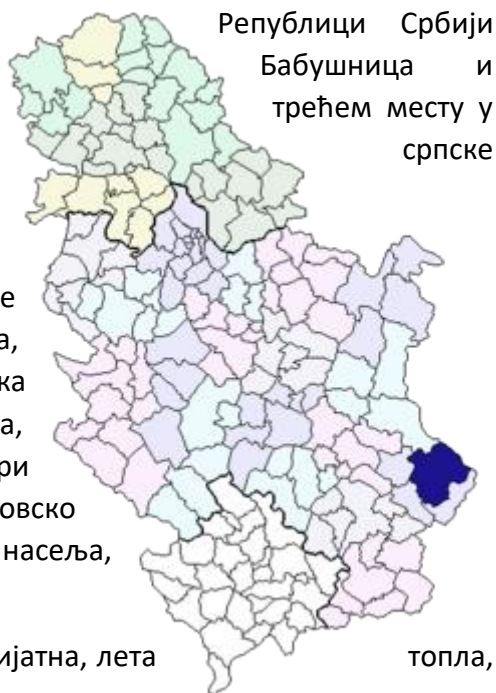 Републици Србији
Бабушница и
трећем месту у
српске
е
а,
ка
а,
ри
овско
насеља,
ијатна, лета топла,